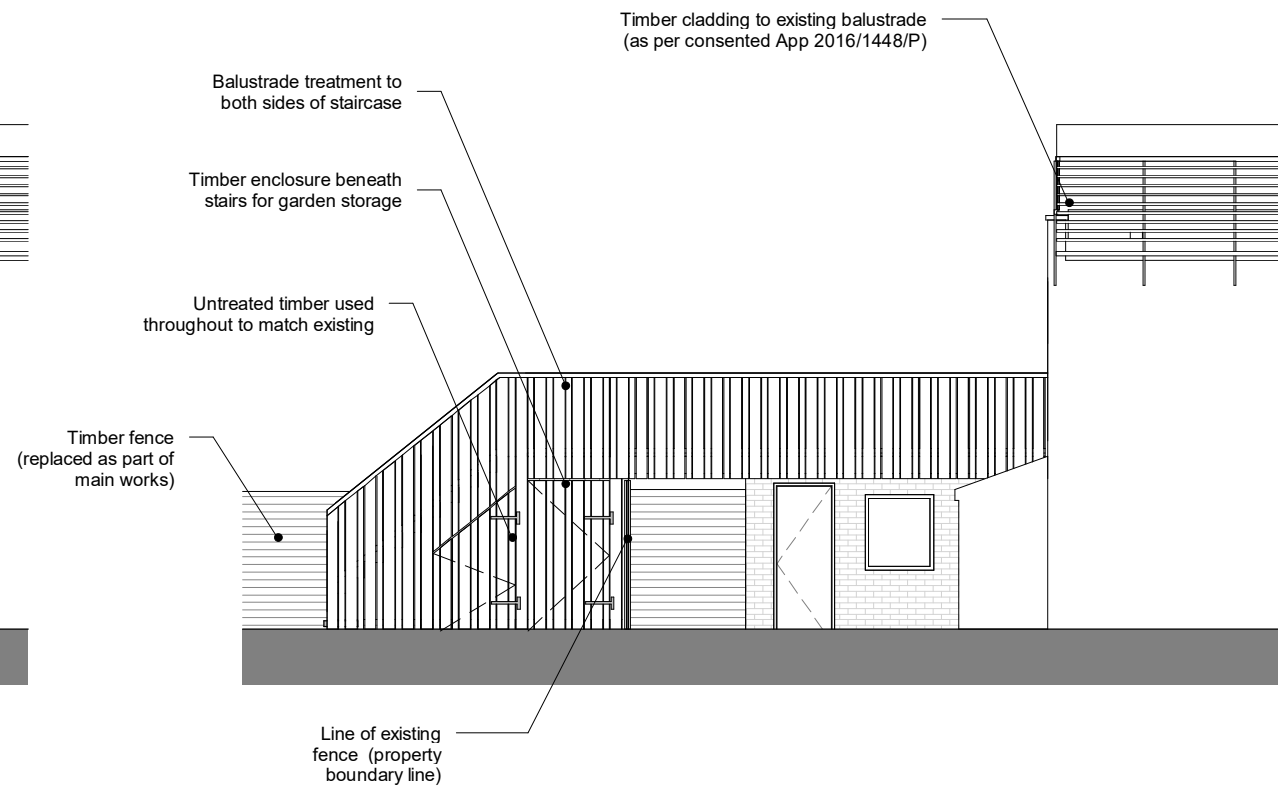 Timber cladding to existing balustrade
(as per consented App 2016/1448/P)
Balustrade treatment to
both sides of staircase
Timber enclosure beneath
stairs for garden storage
Untreated timber used
throughout to match existing
Timber fence
(replaced as part of
main works)
Line of existing
fence (property
boundary line)